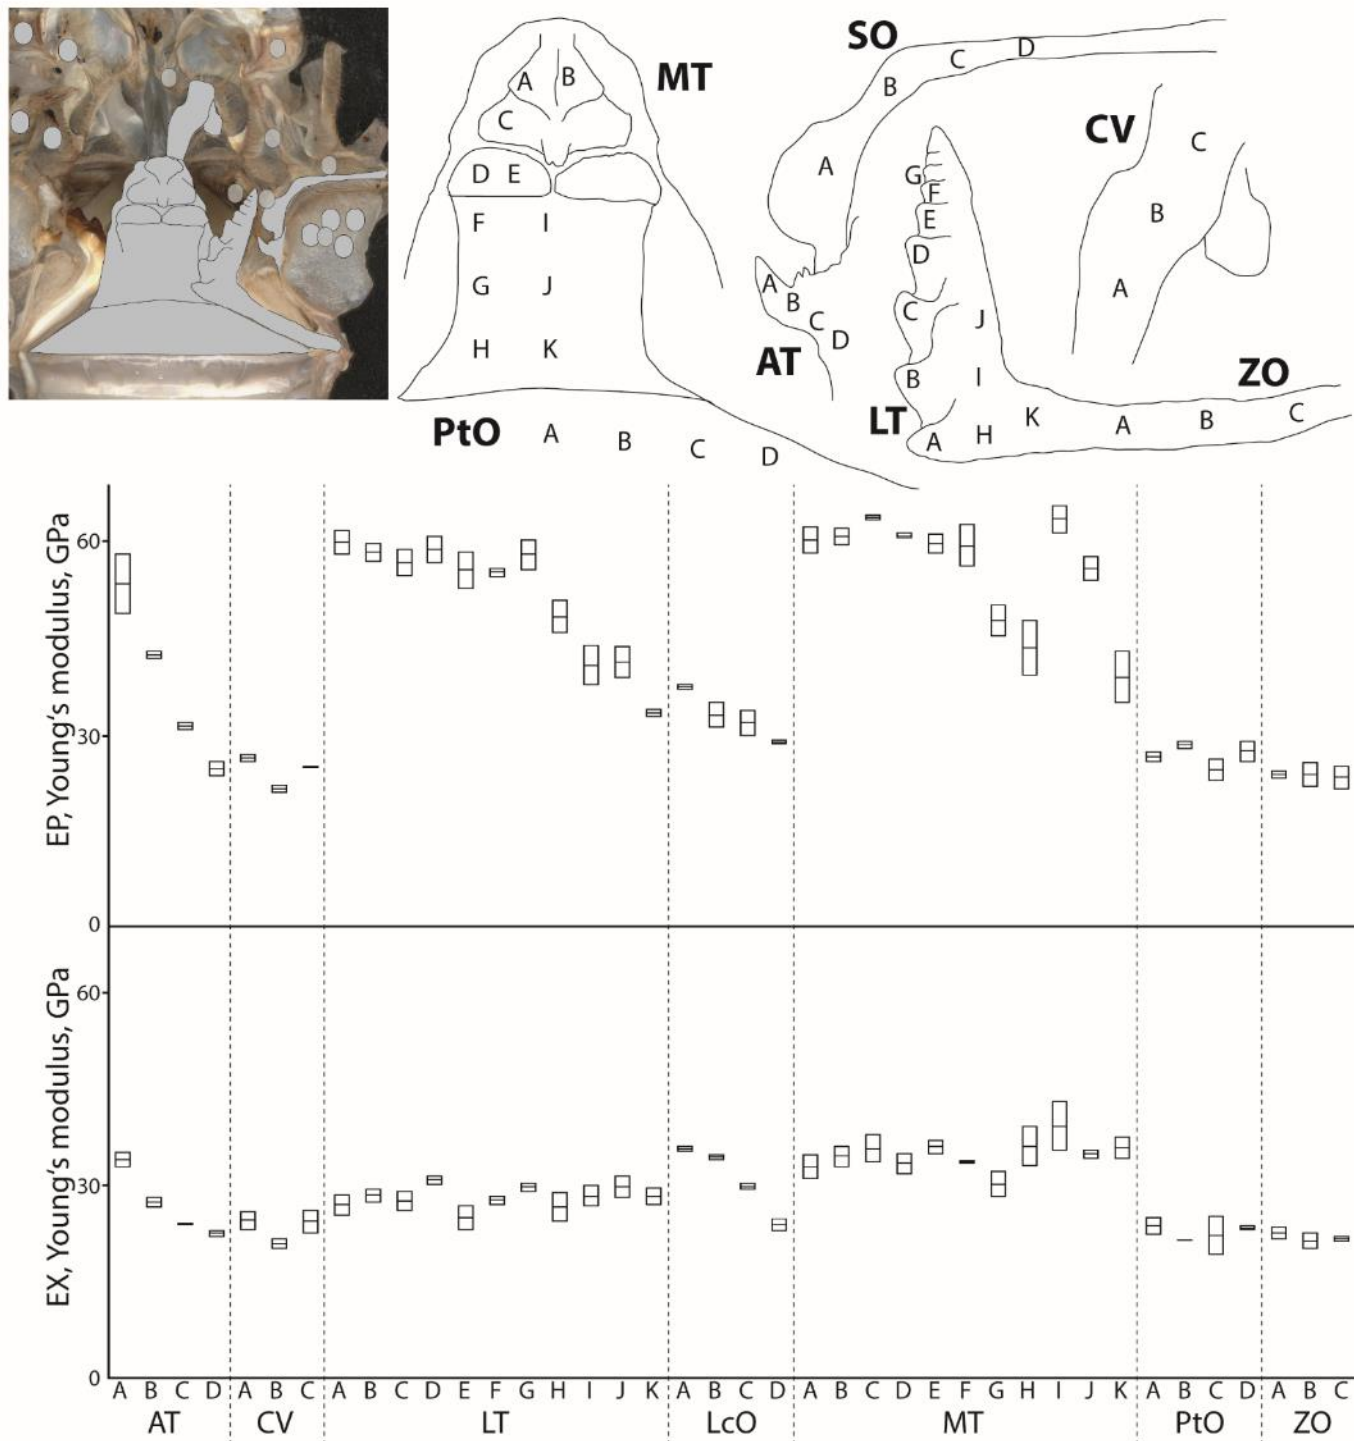 MT
A B
C
D E
F I
G J
H K
PtO A B C D
SO
A B C D
CV
A B C
AT
A B C D
LT
G
F
E
D
C
B
A
J
I
H
K
ZO
A B C
EP, Young's modulus, GPa
60
30
0
EX, Young's modulus, GPa
60
30
0
A B C D A B C A B C D E F G H I J K A B C D A B C D E F G H I J K A B C D A B C
AT CV LT LcO MT PtO ZO